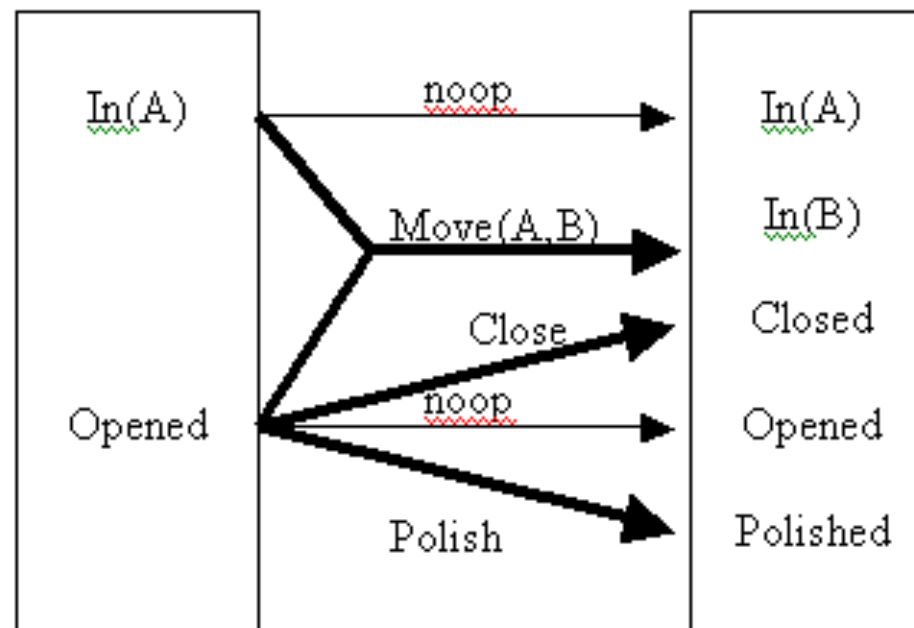 In(A)
noop
In(A)
Move(A,B)
In(B)
Close
Closed
Opened
noop
Opened
Polish
Polished